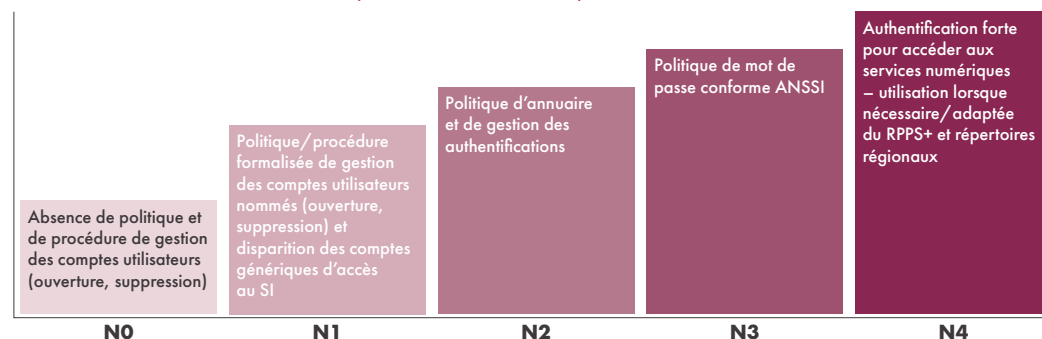 Absence de politique et
de procédure de gestion
des comptes utilisateurs
(ouverture, suppression)
Politique/procédure
formalisée de gestion
des comptes utilisateurs
nommés (ouverture,
suppression) et
disparition des comptes
génériques d'accès
au SI
Politique d'annuaire
et de gestion des
authentifications
Politique de mot de
passe conforme ANSSI
Authentification forte
pour accéder aux
services numériques
– utilisation lorsque
nécessaire/adaptée
du RPPS+ et répertoires
régionaux
N0
N1
N2
N3
N4